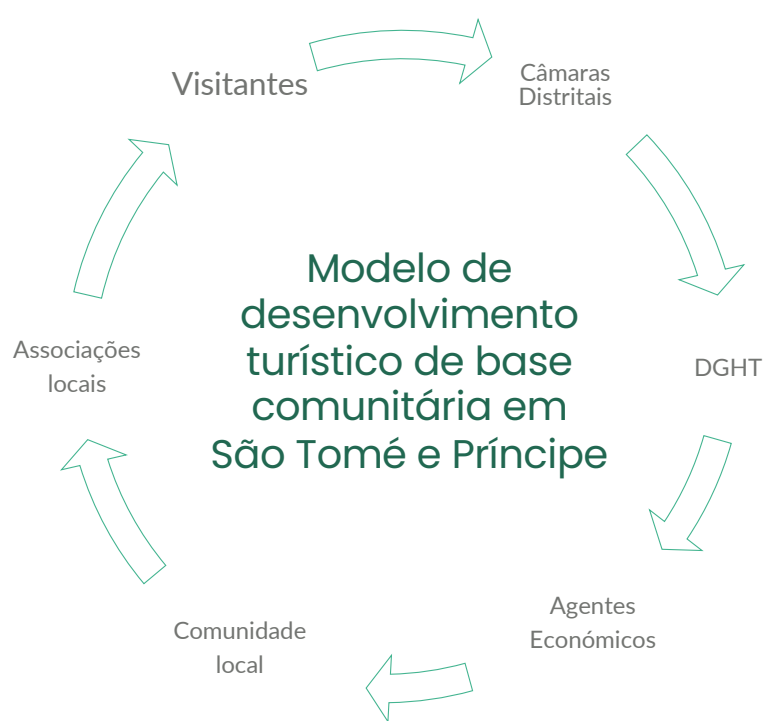 Visitantes
Câmaras
Distritais
DGHT
Agentes
Económicos
Comunidade
local
Associações
locais
Modelo de
desenvolvimento
turístico de base
comunitária em
São Tomé e Príncipe